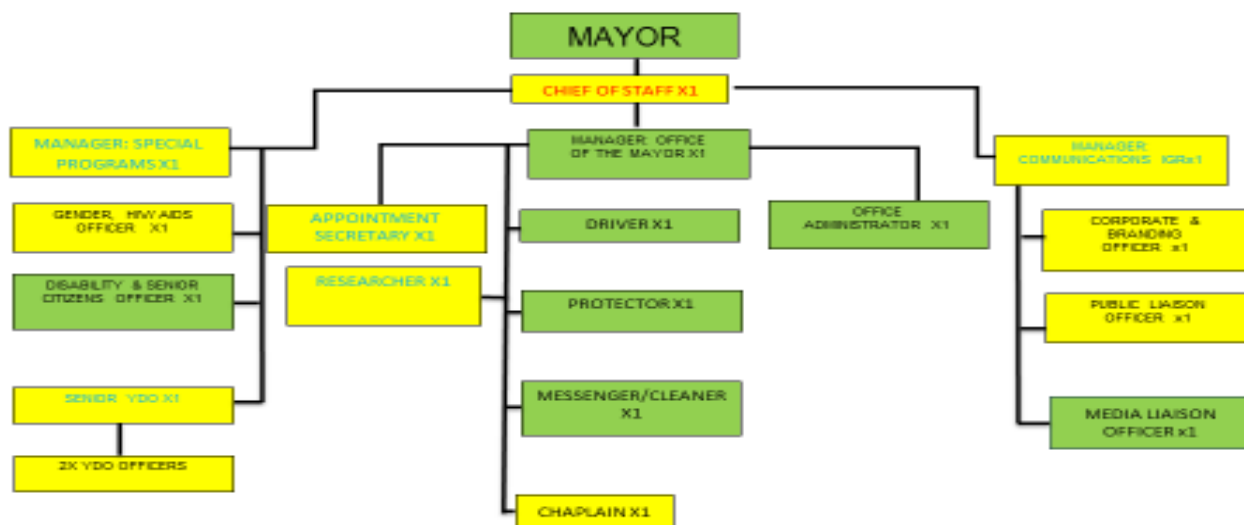 MAYOR
CHIEF OF STAFF X1
MANAGER: SPECIAL
PROGRAMS X1
MANAGER: OFFICE
OF THE MAYOR X1
MANAGER:
COMMUNICATIONS IGRx1
GENDER, HIV/ AIDS
OFFICER X1
APPOINTMENT
SECRETARY X1
DRIVER X1
OFFICE
ADMINISTRATOR X1
CORPORATE &
BRANDING
OFFICER x1
DISABILITY & SENIOR
CITIZENS OFFICER X1
RESEARCHER X1
PROTECTOR X1
PUBLIC LIAISON
OFFICER x1
SENIOR YDO X1
MESSENGER/CLEANER
X1
MEDIA LIAISON
OFFICER x1
2X YDO OFFICERS
CHAPLAIN X1